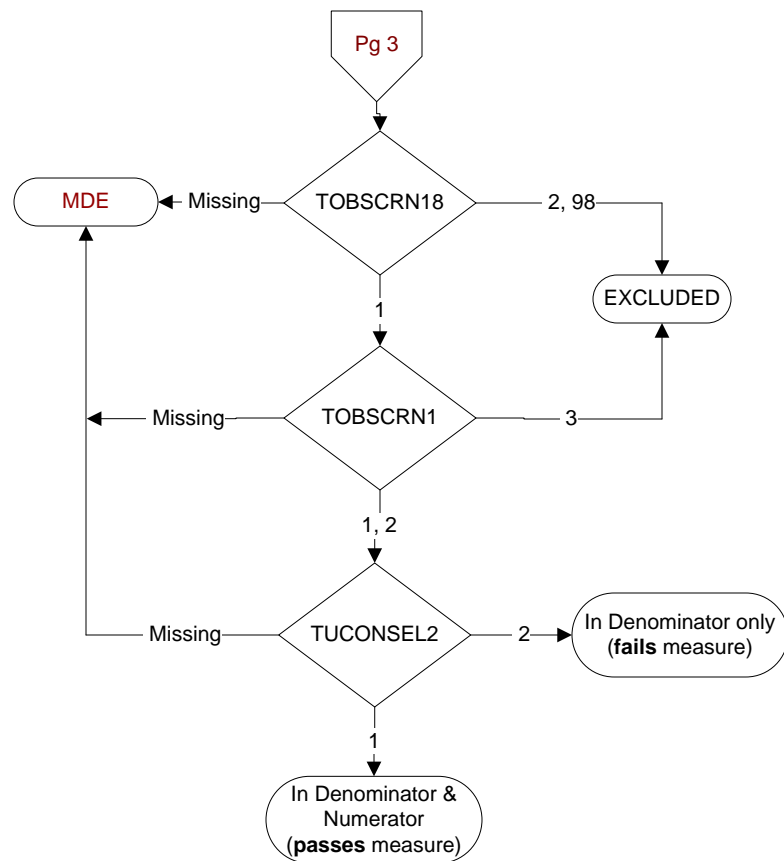 Pg 3
TOBSCRN18
MDE
Missing
2, 98
EXCLUDED
1
TOBSCRN1
Missing
3
1, 2
TUCONSEL2
Missing
2
In Denominator only
(fails measure)
1
In Denominator &
Numerator
(passes measure)